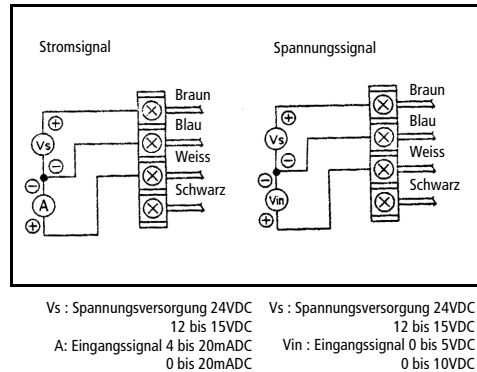 Stromsignal
Braun
Blau
Weiss
Schwarz
Vs
A
Spannungssignal
Braun
Blau
Weiss
Schwarz
Vs
Vin
Vs : Spannungsversorgung 24VDC
12 bis 15VDC
A: Eingangssignal 4 bis 20mADC
0 bis 20mADC
Vs : Spannungsversorgung 24VDC
12 bis 15VDC
Vin : Eingangssignal 0 bis 5VDC
0 bis 10VDC